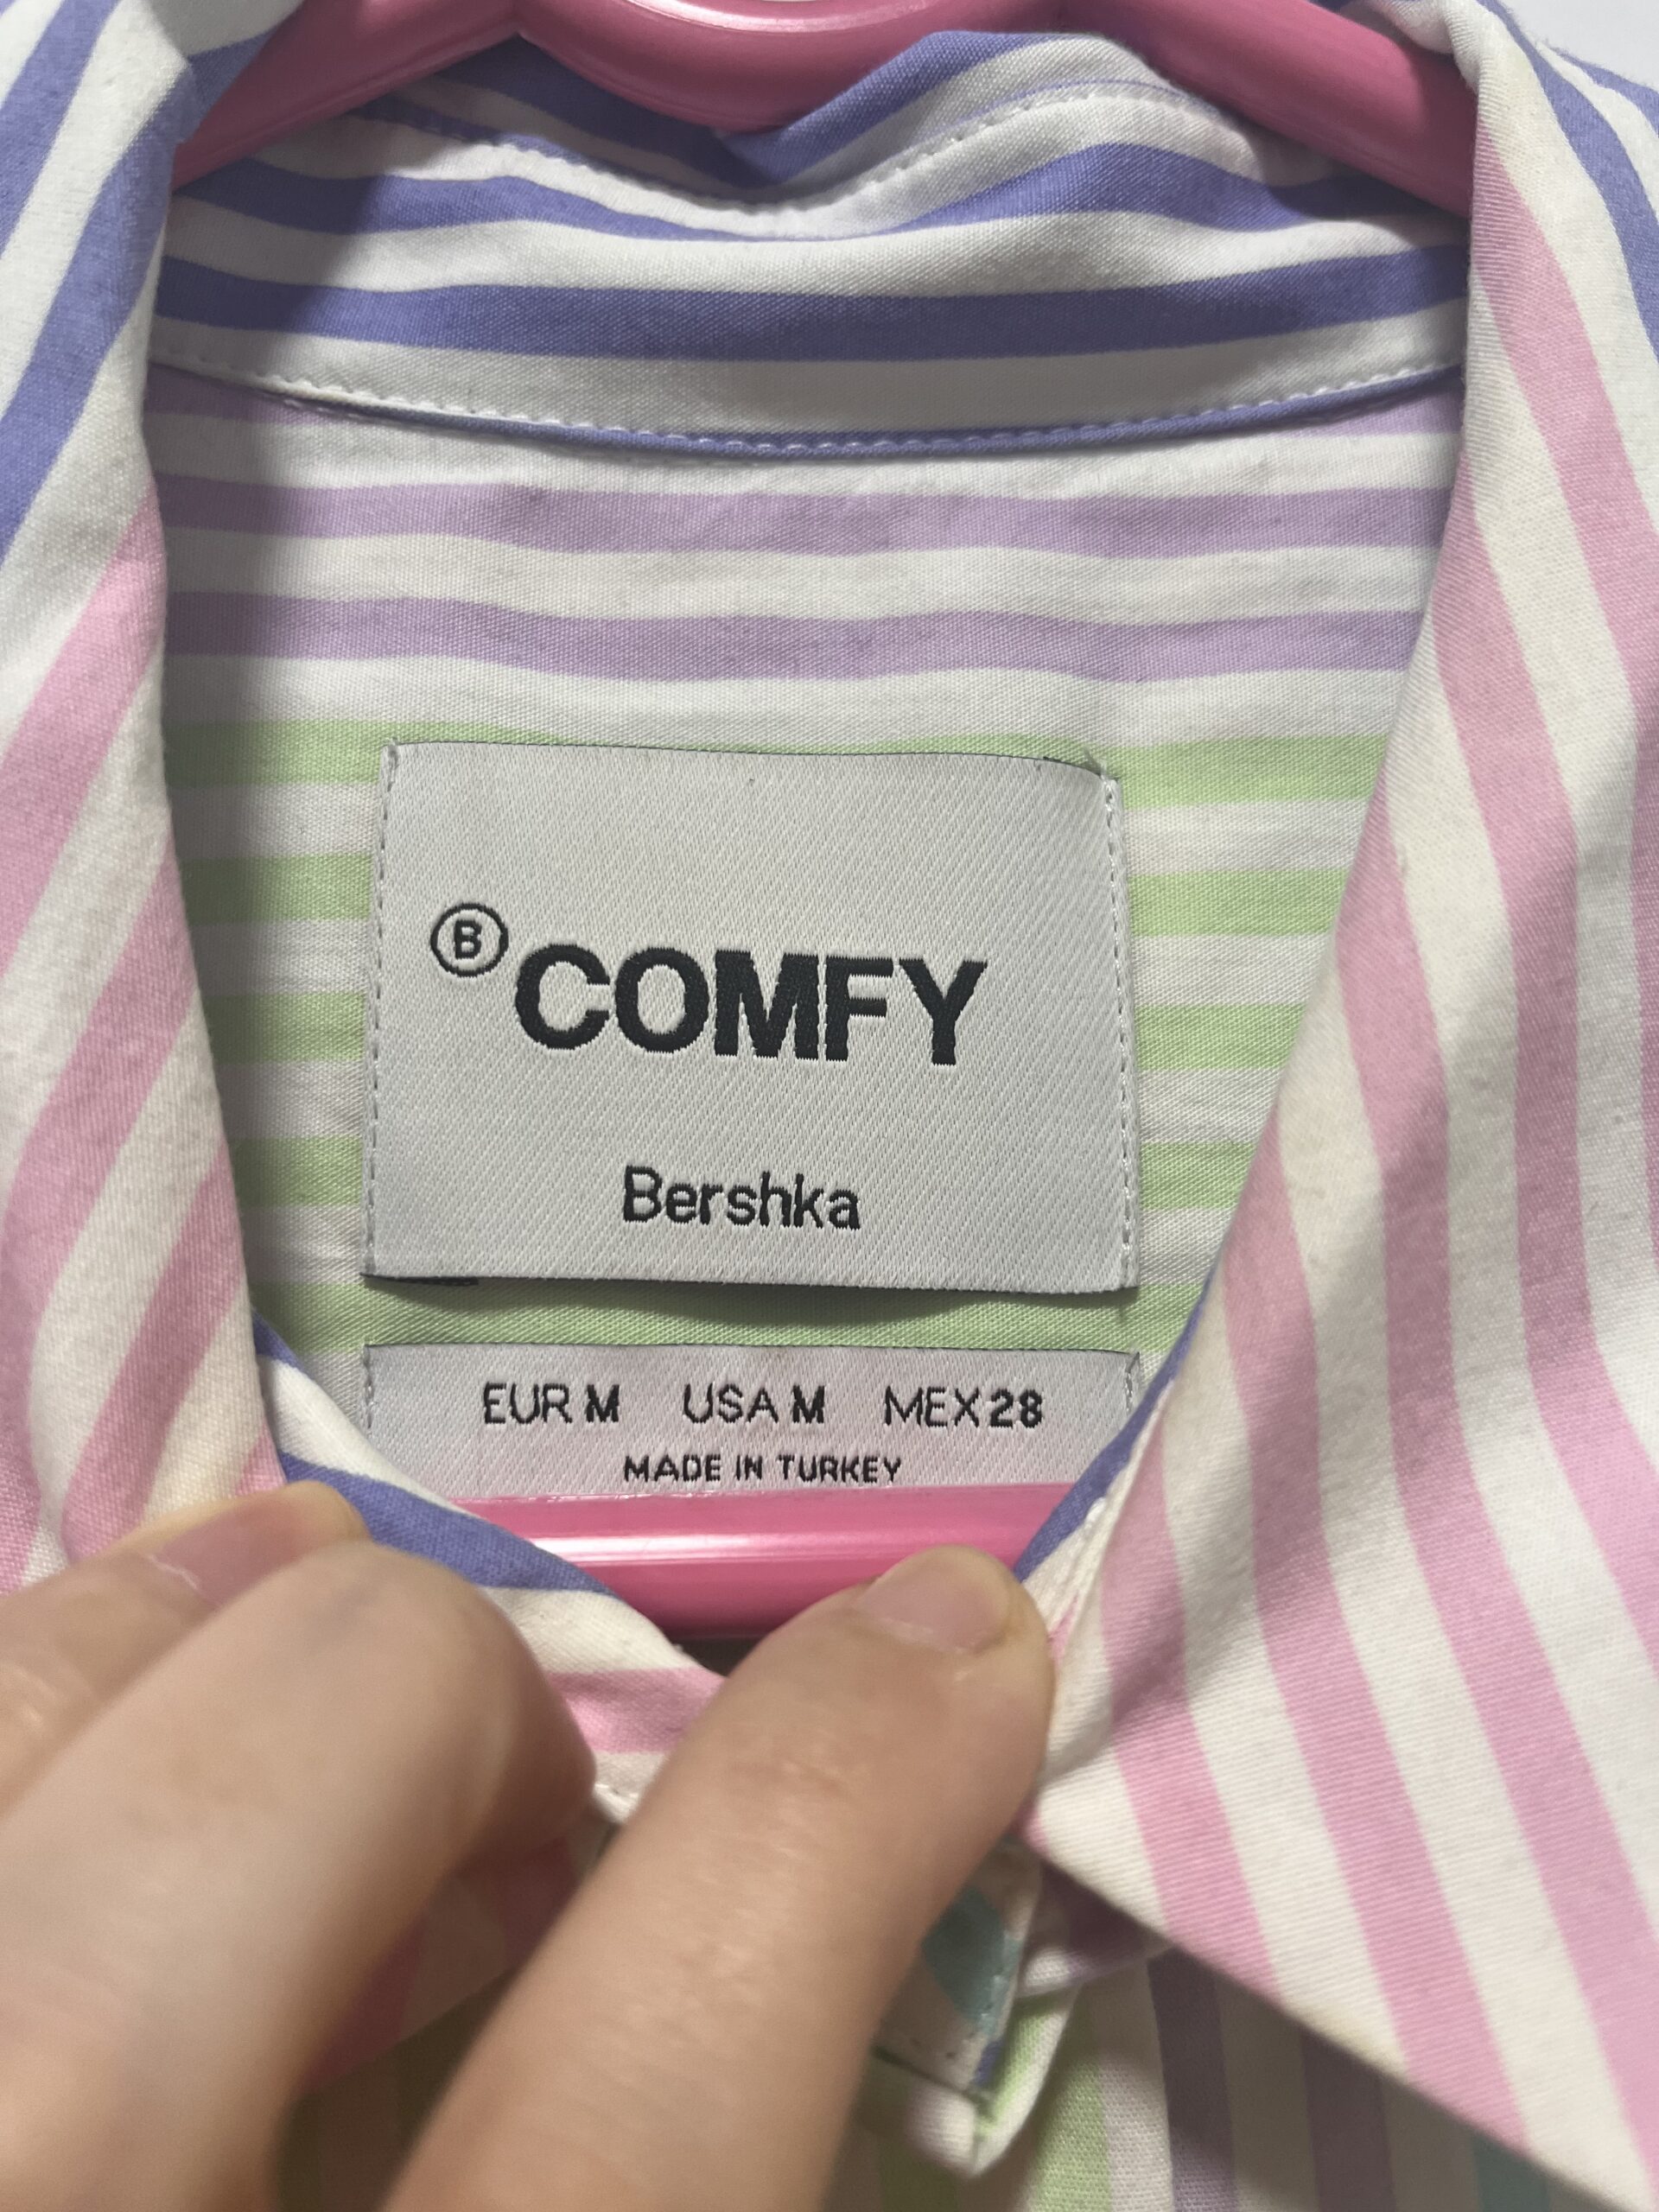 Ⓑ COMFY
Bershka
EUR M USA M MEX 28
MADE IN TURKEY